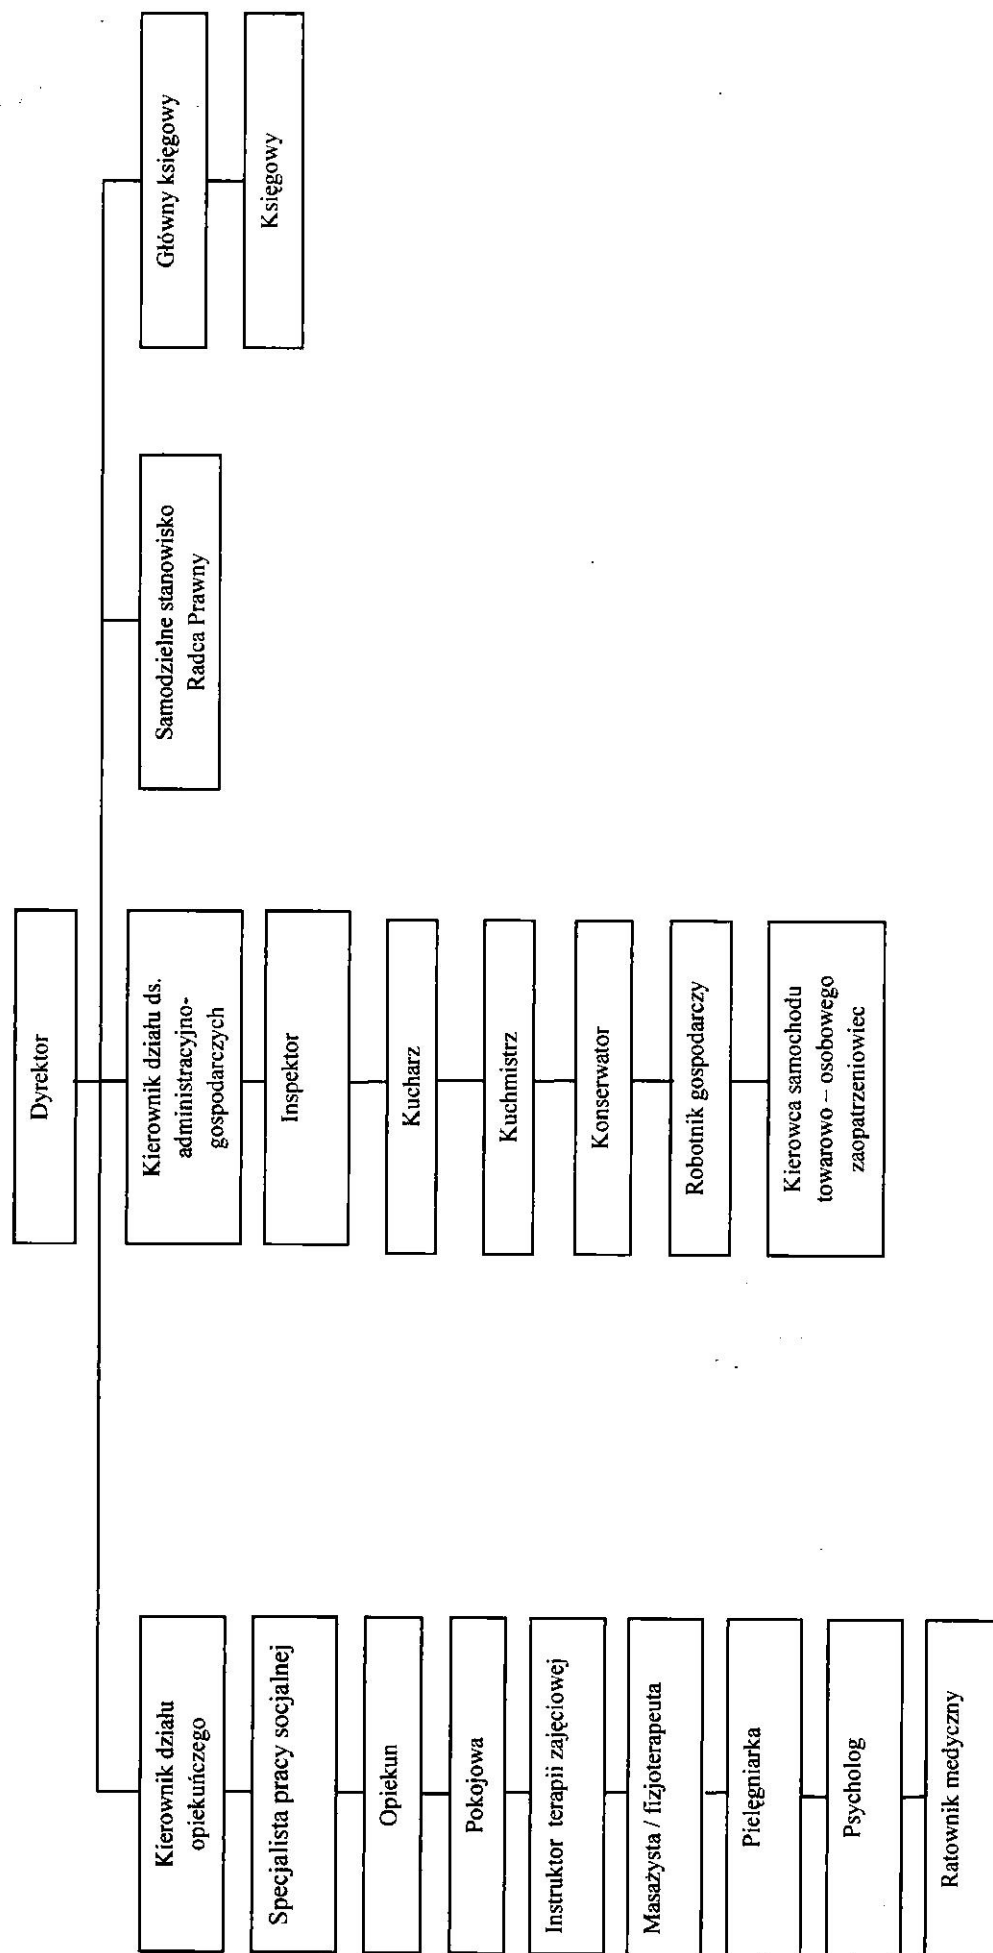 Dyrektor
Kierownik działu
opiekuńczego
Specjalista pracy socjalnej
Opiekun
Pokojowa
Instruktor terapii zajęciowej
Masażysta / fizjoterapeuta
Pielęgniarka
Psycholog
Ratownik medyczny
Kierownik działu ds.
administracyjno-
gospodarczych
Inspektor
Kucharz
Kuchmistrz
Konserwator
Robotnik gospodarczy
Kierowca samochodu
towarowo – osobowego
zaopatrzeniowiec
Samodzielne stanowisko
Radca Prawny
Główny księgowy
Księgowy